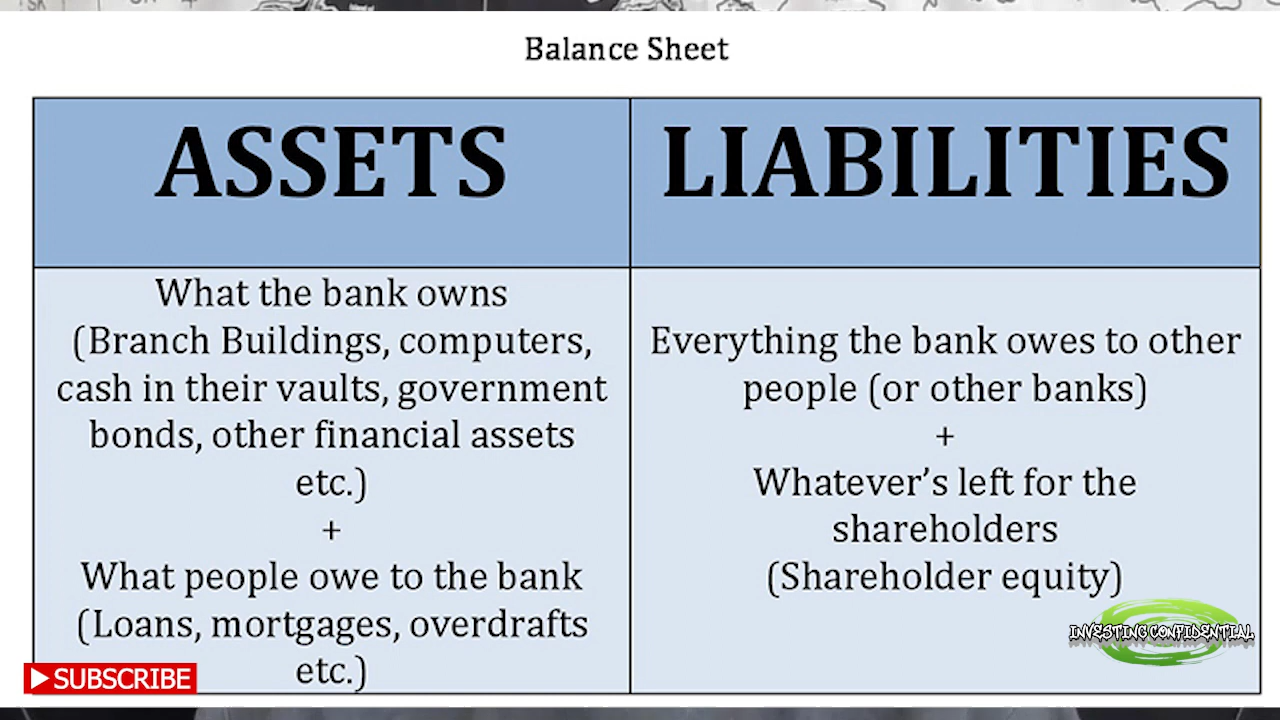 Balance Sheet
ASSETS
What the bank owns
(Branch Buildings, computers,
cash in their vaults, government
bonds, other financial assets
etc.)
+
What people owe to the bank
(Loans, mortgages, overdrafts
etc.)
LIABILITIES
Everything the bank owes to other
people (or other banks)
+
Whatever’s left for the
shareholders
(Shareholder equity)
INVESTING CONFIDENTIAL
SUBSCRIBE